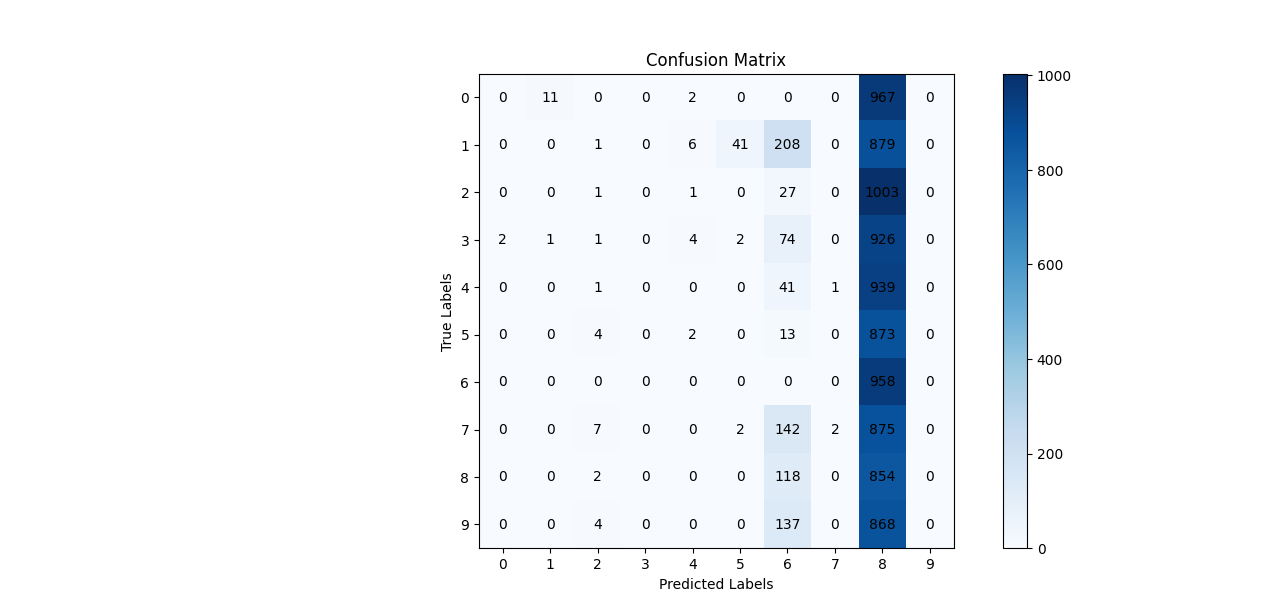 Confusion Matrix
0 0 11 0 0 2 0 0 0 967 0
1 0 0 1 0 6 41 208 0 879 0
2 0 0 1 0 1 0 27 0 1003 0
3 2 1 1 0 4 2 74 0 926 0
4 0 0 1 0 0 0 41 1 939 0
5 0 0 4 0 2 0 13 0 873 0
6 0 0 0 0 0 0 0 0 958 0
7 0 0 7 0 0 2 142 2 875 0
8 0 0 2 0 0 0 118 0 854 0
9 0 0 4 0 0 0 137 0 868 0
0 1 2 3 4 5 6 7 8 9
Predicted Labels
True Labels
1000
800
600
400
200
0